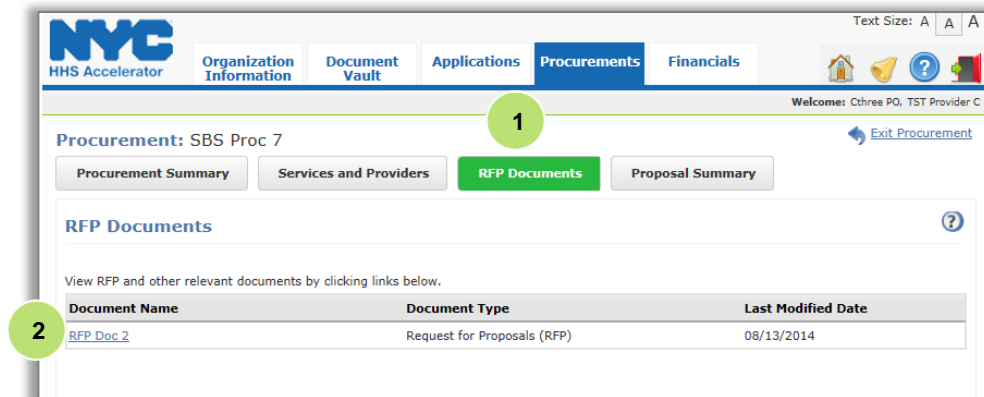 Text Size: A A A
NYC
HHS Accelerator
Organization Information
Document Vault
Applications
Procurements
Financials
?
Welcome: Cthree PO, TST Provider C
1
Procurement: SBS Proc 7
Exit Procurement
Procurement Summary
Services and Providers
RFP Documents
Proposal Summary
RFP Documents
?
View RFP and other relevant documents by clicking links below.
Document Name Document Type Last Modified Date
2
RFP Doc 2 Request for Proposals (RFP) 08/13/2014